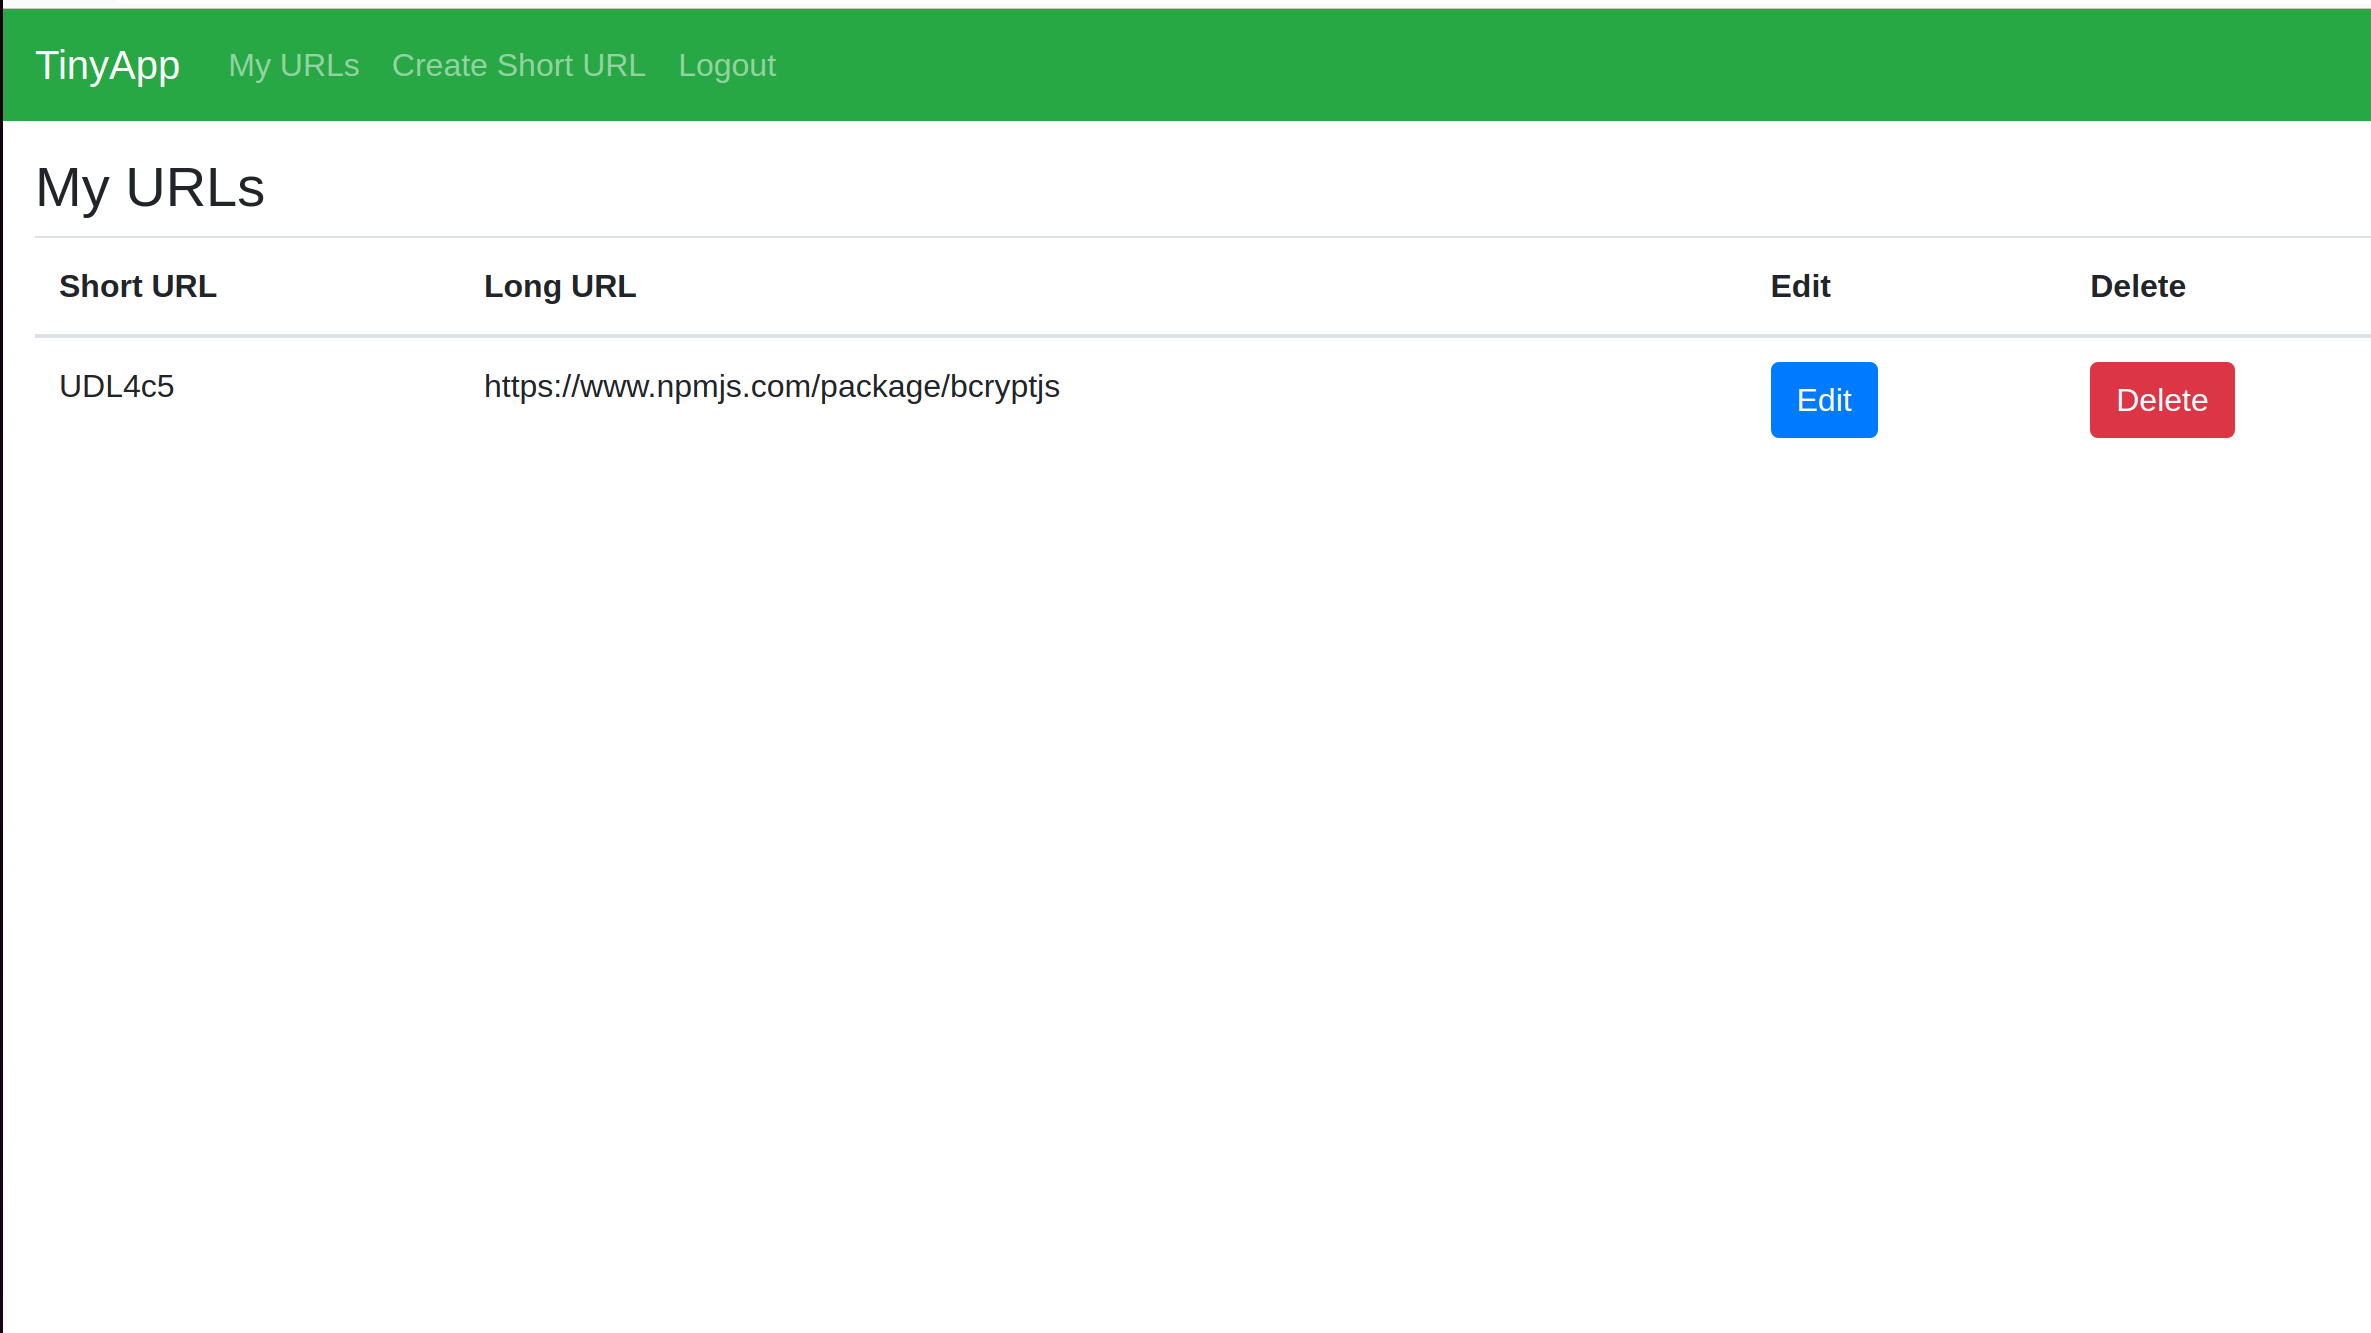 TinyApp My URLs Create Short URL Logout
My URLs
Short URL Long URL Edit Delete
UDL4c5 https://www.npmjs.com/package/bcryptjs Edit Delete